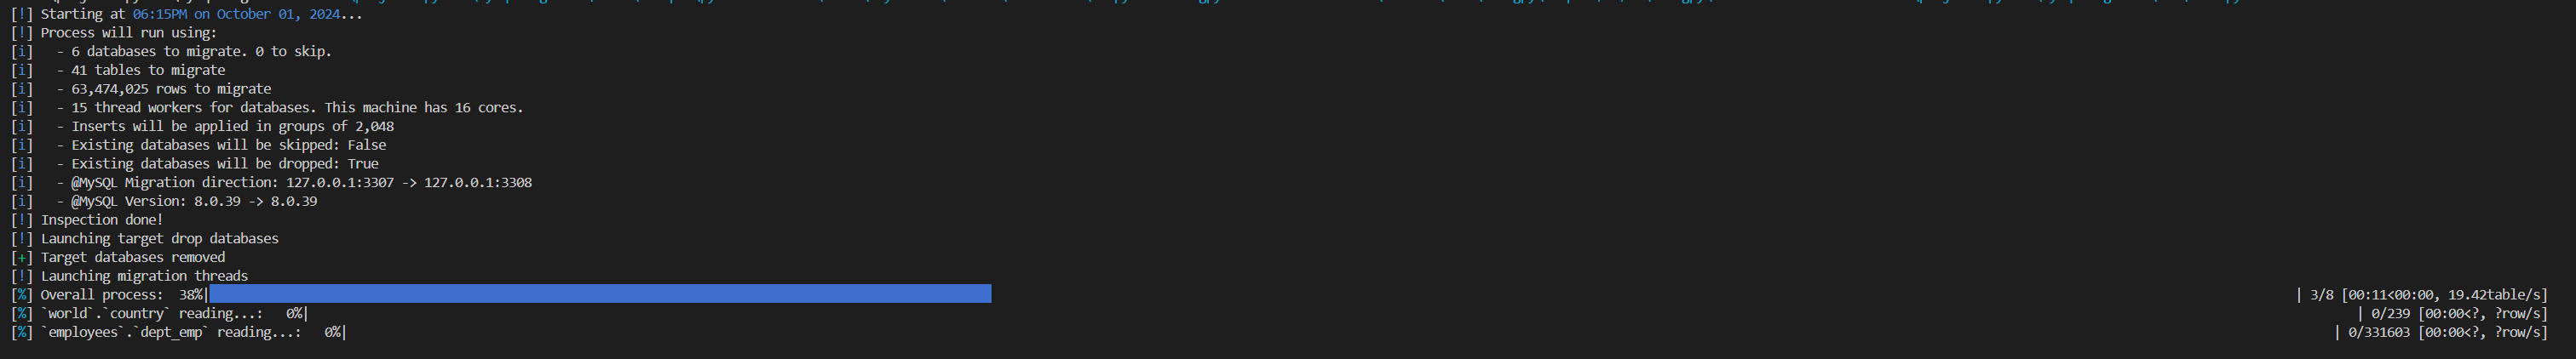 [!] Starting at 06:15PM on October 01, 2024...
[!] Process will run using:
[i]   - 6 databases to migrate. 0 to skip.
[i]   - 41 tables to migrate
[i]   - 63,474,025 rows to migrate
[i]   - 15 thread workers for databases. This machine has 16 cores.
[i]   - Inserts will be applied in groups of 2,048
[i]   - Existing databases will be skipped: False
[i]   - Existing databases will be dropped: True
[i]   - @MySQL Migration direction: 127.0.0.1:3307 -> 127.0.0.1:3308
[i]   - @MySQL Version: 8.0.39 -> 8.0.39
[!] Inspection done!
[!] Launching target drop databases
[+] Target databases removed
[!] Launching migration threads
[%] Overall process:  38%| | 3/8 [00:11<00:00, 19.42table/s]
[%] `world`.`country` reading...:   0%| | 0/239 [00:00<?, ?row/s]
[%] `employees`.`dept_emp` reading...:   0%| | 0/331603 [00:00<?, ?row/s]